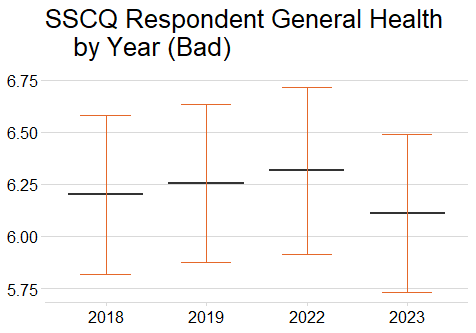 SSCQ Respondent General Health
by Year (Bad)
6.75
6.50
6.25
6.00
5.75
2018 2019 2022 2023